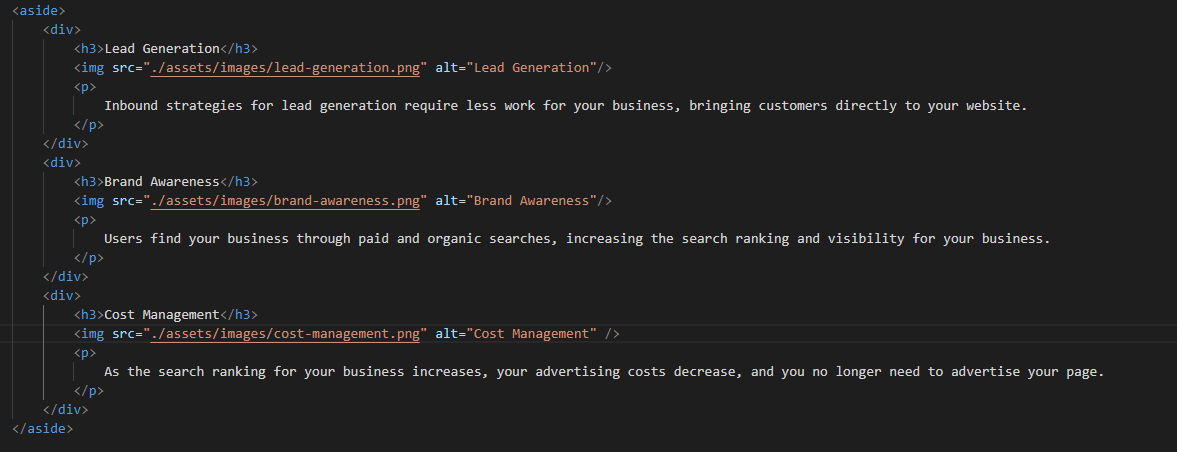 <aside>
<div>
<h3>Lead Generation</h3>
<img src="./assets/images/lead-generation.png" alt="Lead Generation"/>
<p>
Inbound strategies for lead generation require less work for your business, bringing customers directly to your website.
</p>
</div>
<div>
<h3>Brand Awareness</h3>
<img src="./assets/images/brand-awareness.png" alt="Brand Awareness"/>
<p>
Users find your business through paid and organic searches, increasing the search ranking and visibility for your business.
</p>
</div>
<div>
<h3>Cost Management</h3>
<img src="./assets/images/cost-management.png" alt="Cost Management" />
<p>
As the search ranking for your business increases, your advertising costs decrease, and you no longer need to advertise your page.
</p>
</div>
</aside>